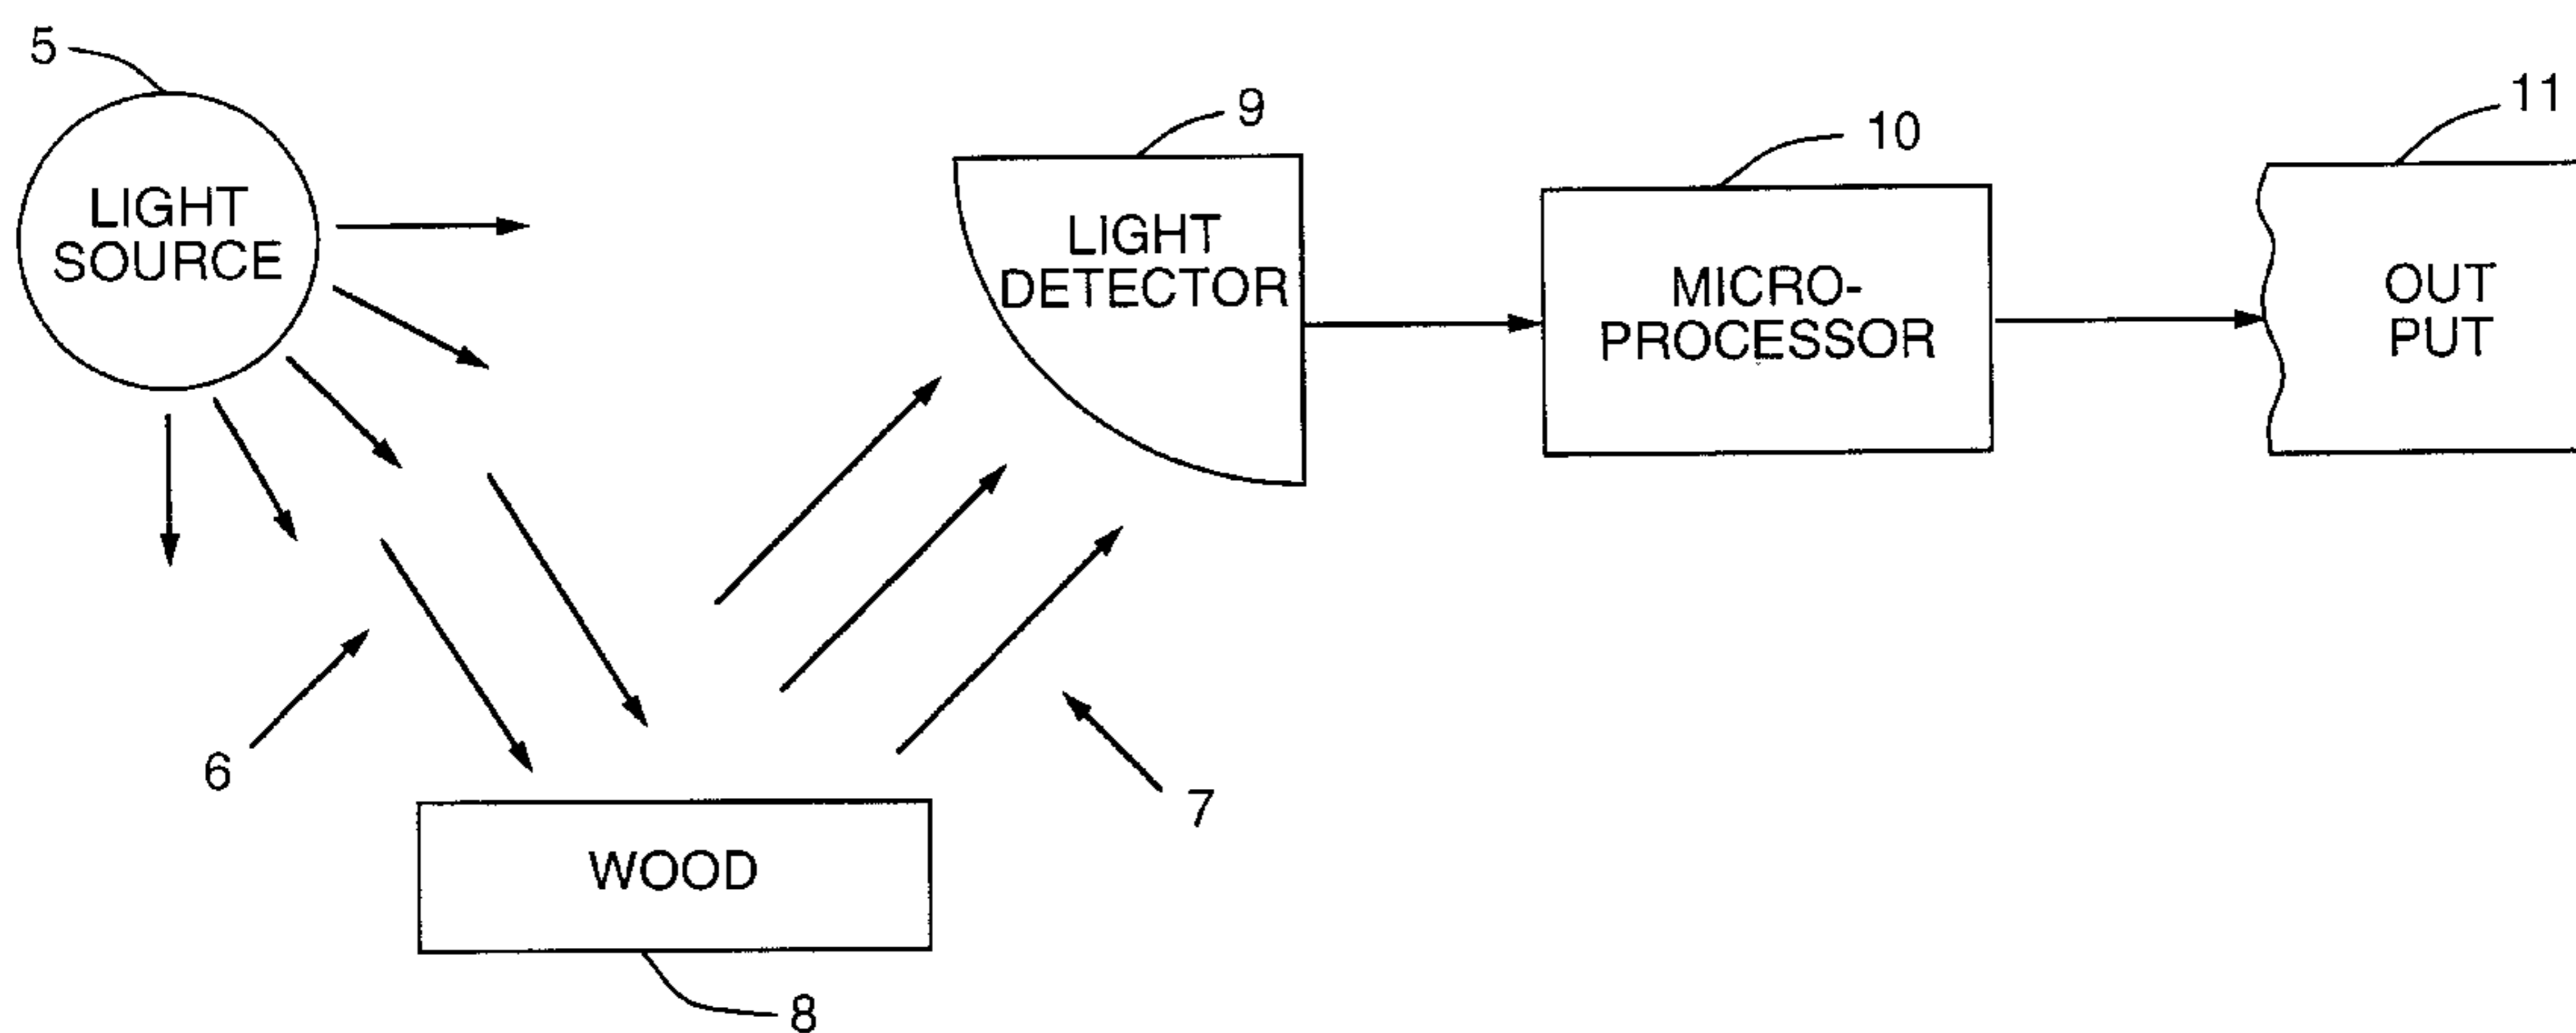 5
LIGHT
SOURCE
9
LIGHT
DETECTOR
10
MICRO-
PROCESSOR
11
OUT
PUT
6
7
WOOD
8